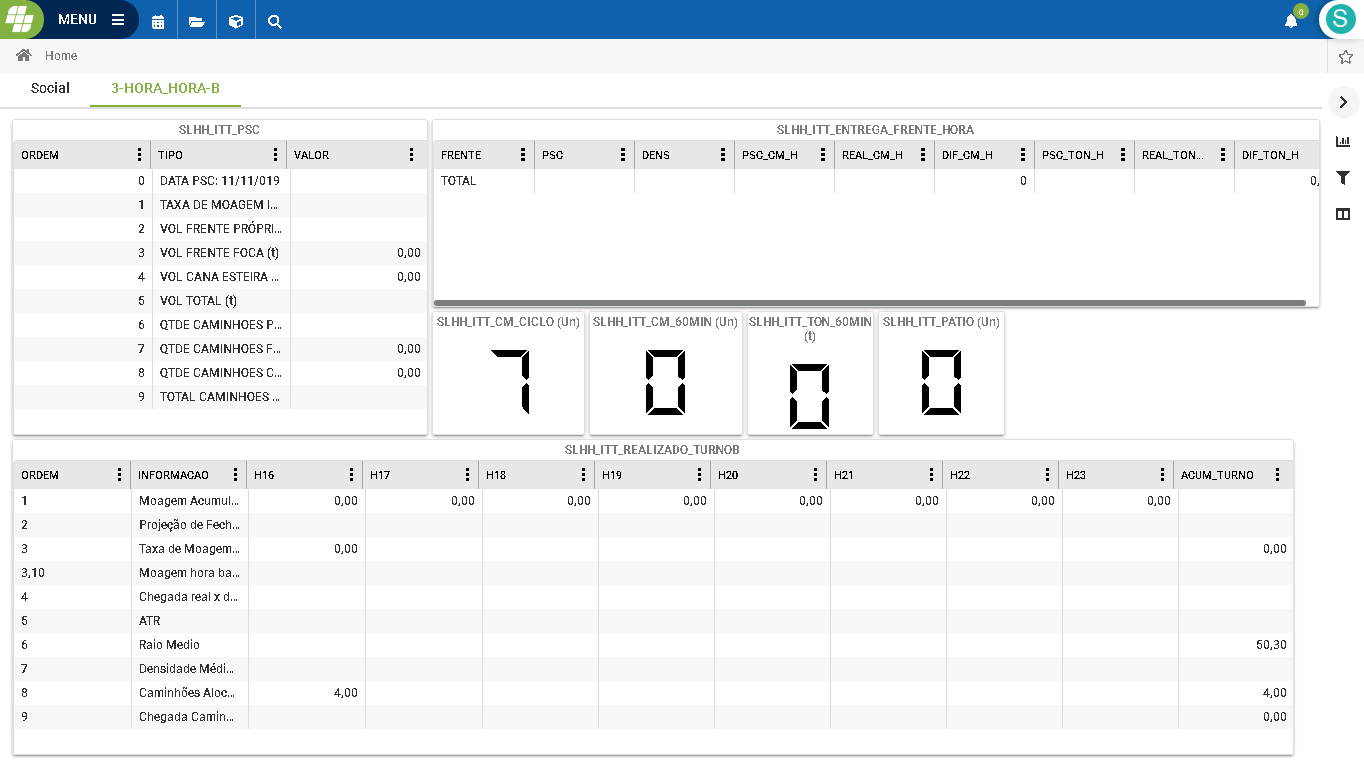 MENU
0
S
Home
Social 3-HORA_HORA-B
SLHH_ITT_PSC
ORDEM TIPO VALOR
0 DATA PSC: 11/11/019
1 TAXA DE MOAGEM I...
2 VOL FRENTE PRÓPRI...
3 VOL FRENTE FOCA (t) 0,00
4 VOL CANA ESTEIRA ... 0,00
5 VOL TOTAL (t)
6 QTDE CAMINHOES P...
7 QTDE CAMINHOES F... 0,00
8 QTDE CAMINHOES C... 0,00
9 TOTAL CAMINHOES ...
SLHH_ITT_ENTREGA_FRENTE_HORA
FRENTE PSC DENS PSC_CM_H REAL_CM_H DIF_CM_H PSC_TON_H REAL_TON... DIF_TON_H
TOTAL 0 0,
SLHH_ITT_CM_CICLO (Un)
7
SLHH_ITT_CM_60MIN (Un)
0
SLHH_ITT_TON_60MIN
(t)
0
SLHH_ITT_PATIO (Un)
0
SLHH_ITT_REALIZADO_TURNOB
ORDEM INFORMACAO H16 H17 H18 H19 H20 H21 H22 H23 ACUM_TURNO
1 Moagem Acumul... 0,00 0,00 0,00 0,00 0,00 0,00 0,00 0,00
2 Projeção de Fech...
3 Taxa de Moagem... 0,00 0,00
3,10 Moagem hora ba...
4 Chegada real x d...
5 ATR
6 Raio Medio 50,30
7 Densidade Médi...
8 Caminhões Aloc... 4,00 4,00
9 Chegada Camin... 0,00